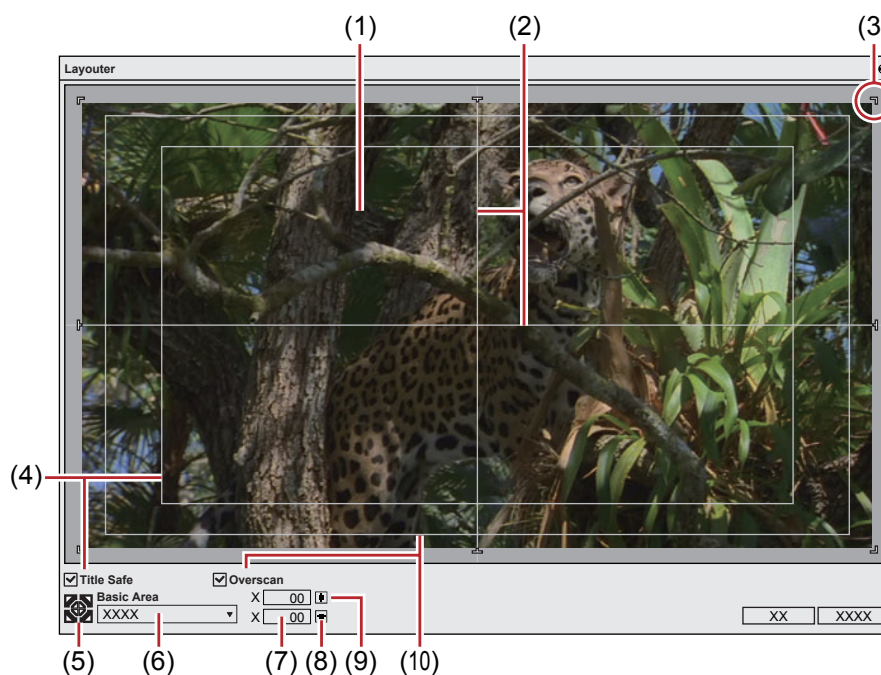 (1) (2) (3
Layouter
(4)
Title Safe Overscan
Basic Area X 00
XXXX X 00 XX XXXX
(5) (6) (7) (8) (9) (10)